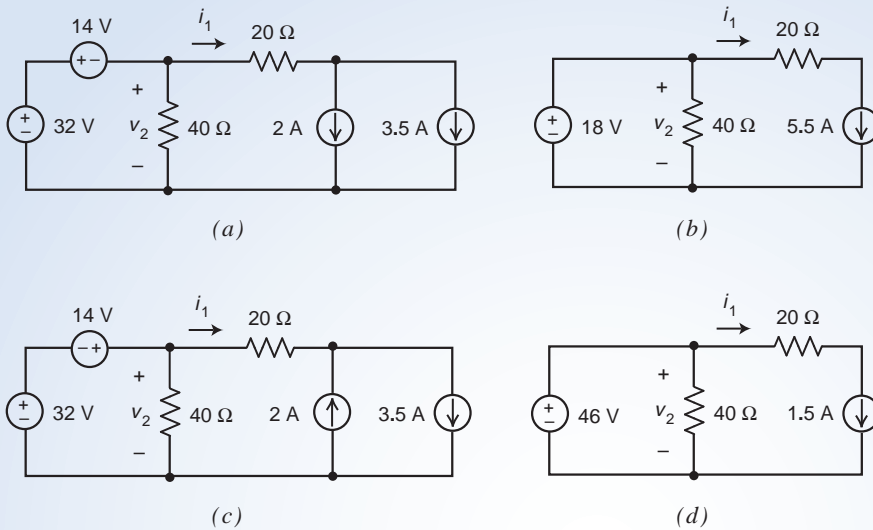 14 V
i1
20 Ω
+ −
+
−
32 V
+
v2
−
40 Ω
2 A
3.5 A
(a)
i1
20 Ω
+
−
18 V
+
v2
−
40 Ω
5.5 A
(b)
14 V
i1
20 Ω
− +
+
−
32 V
+
v2
−
40 Ω
2 A
3.5 A
(c)
i1
20 Ω
+
−
46 V
+
v2
−
40 Ω
1.5 A
(d)